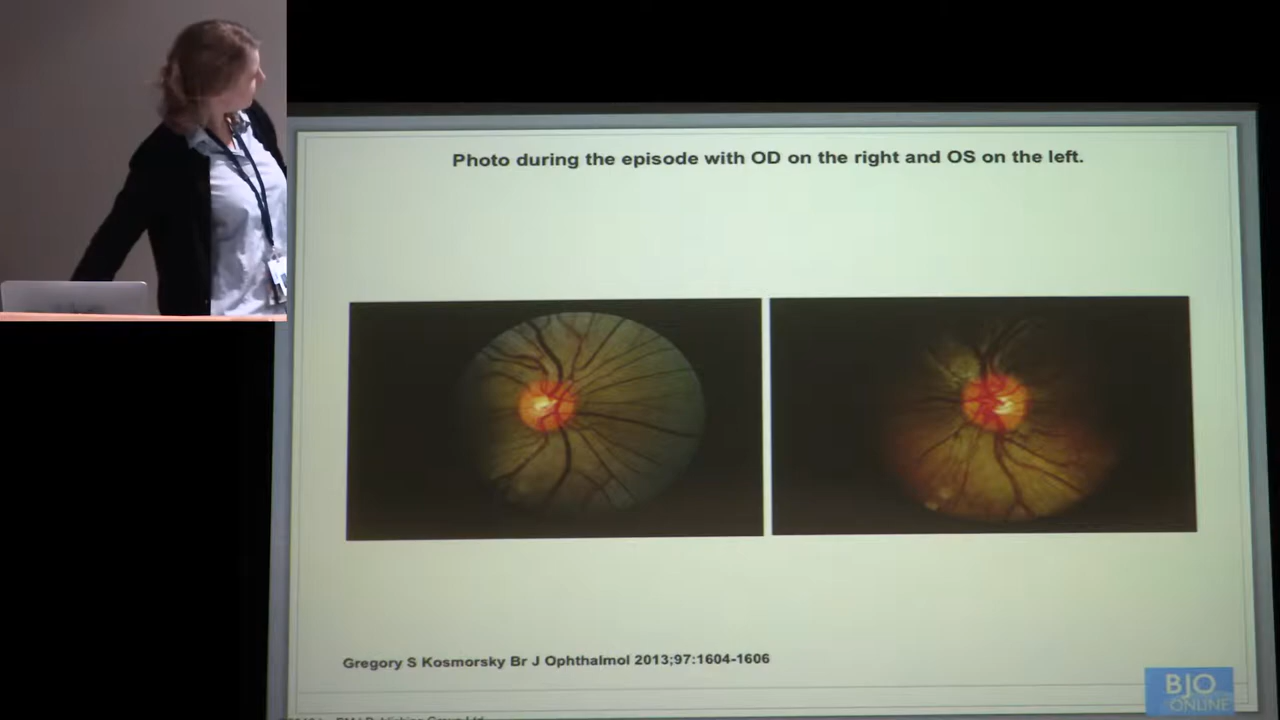 Photo during the episode with OD on the right and OS on the left.
Gregory S Kosmorsky Br J Ophthalmol 2013;97:1604-1606
BJO
ONLINE